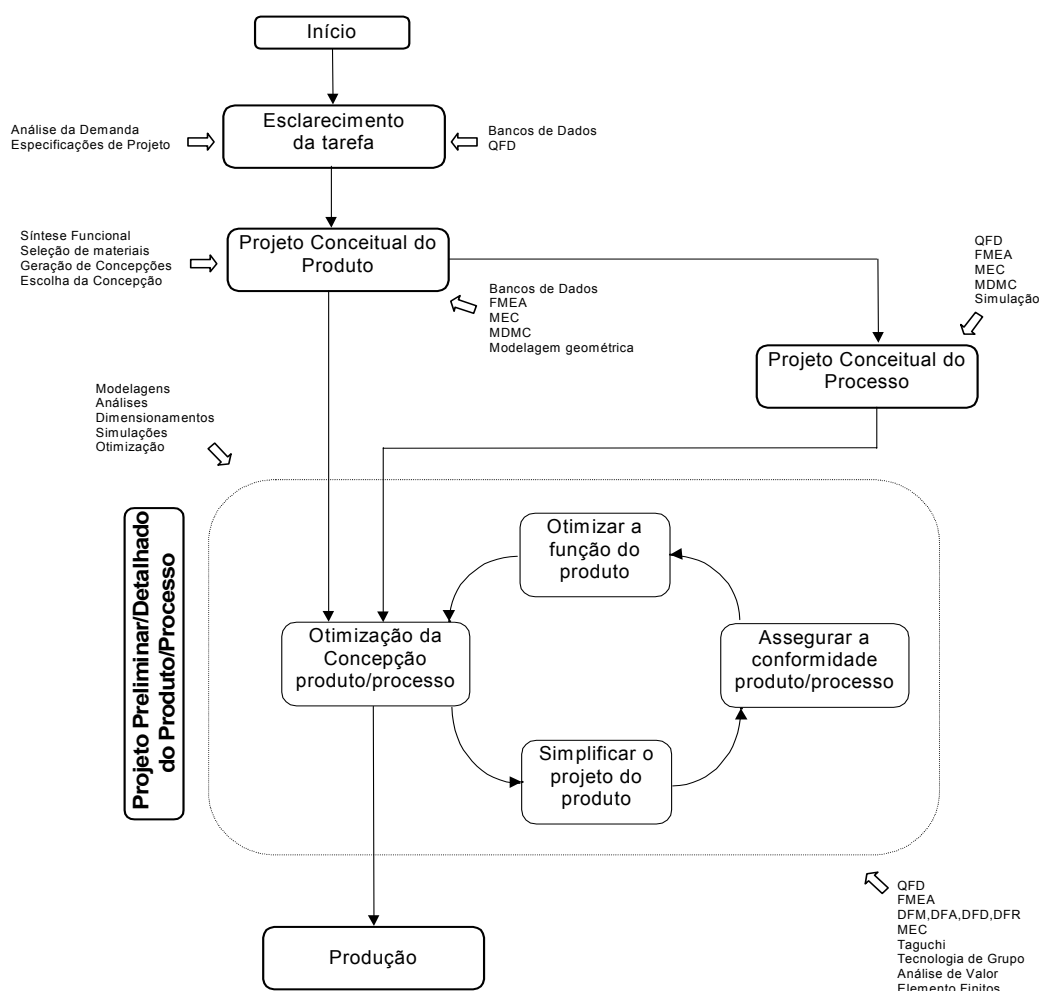 Início
Esclarecimento
da tarefa
Análise da Demanda
Especificações de Projeto
Bancos de Dados
QFD
Projeto Conceitual do
Produto
Síntese Funcional
Seleção de materiais
Geração de Concepções
Escolha da Concepção
Bancos de Dados
FMEA
MEC
MDMC
Modelagem geométrica
QFD
FMEA
MEC
MDMC
Simulação
Projeto Conceitual do
Processo
Modelagens
Análises
Dimensionamentos
Simulações
Otimização
Projeto Preliminar/Detalhado
do Produto/Processo
Otimizar a
função do
produto
Otimização da
Concepção
produto/processo
Assegurar a
conformidade
produto/processo
Simplificar o
projeto do
produto
Produção
QFD
FMEA
DFM,DFA,DFD,DFR
MEC
Taguchi
Tecnologia de Grupo
Análise de Valor
Elemento Finitos